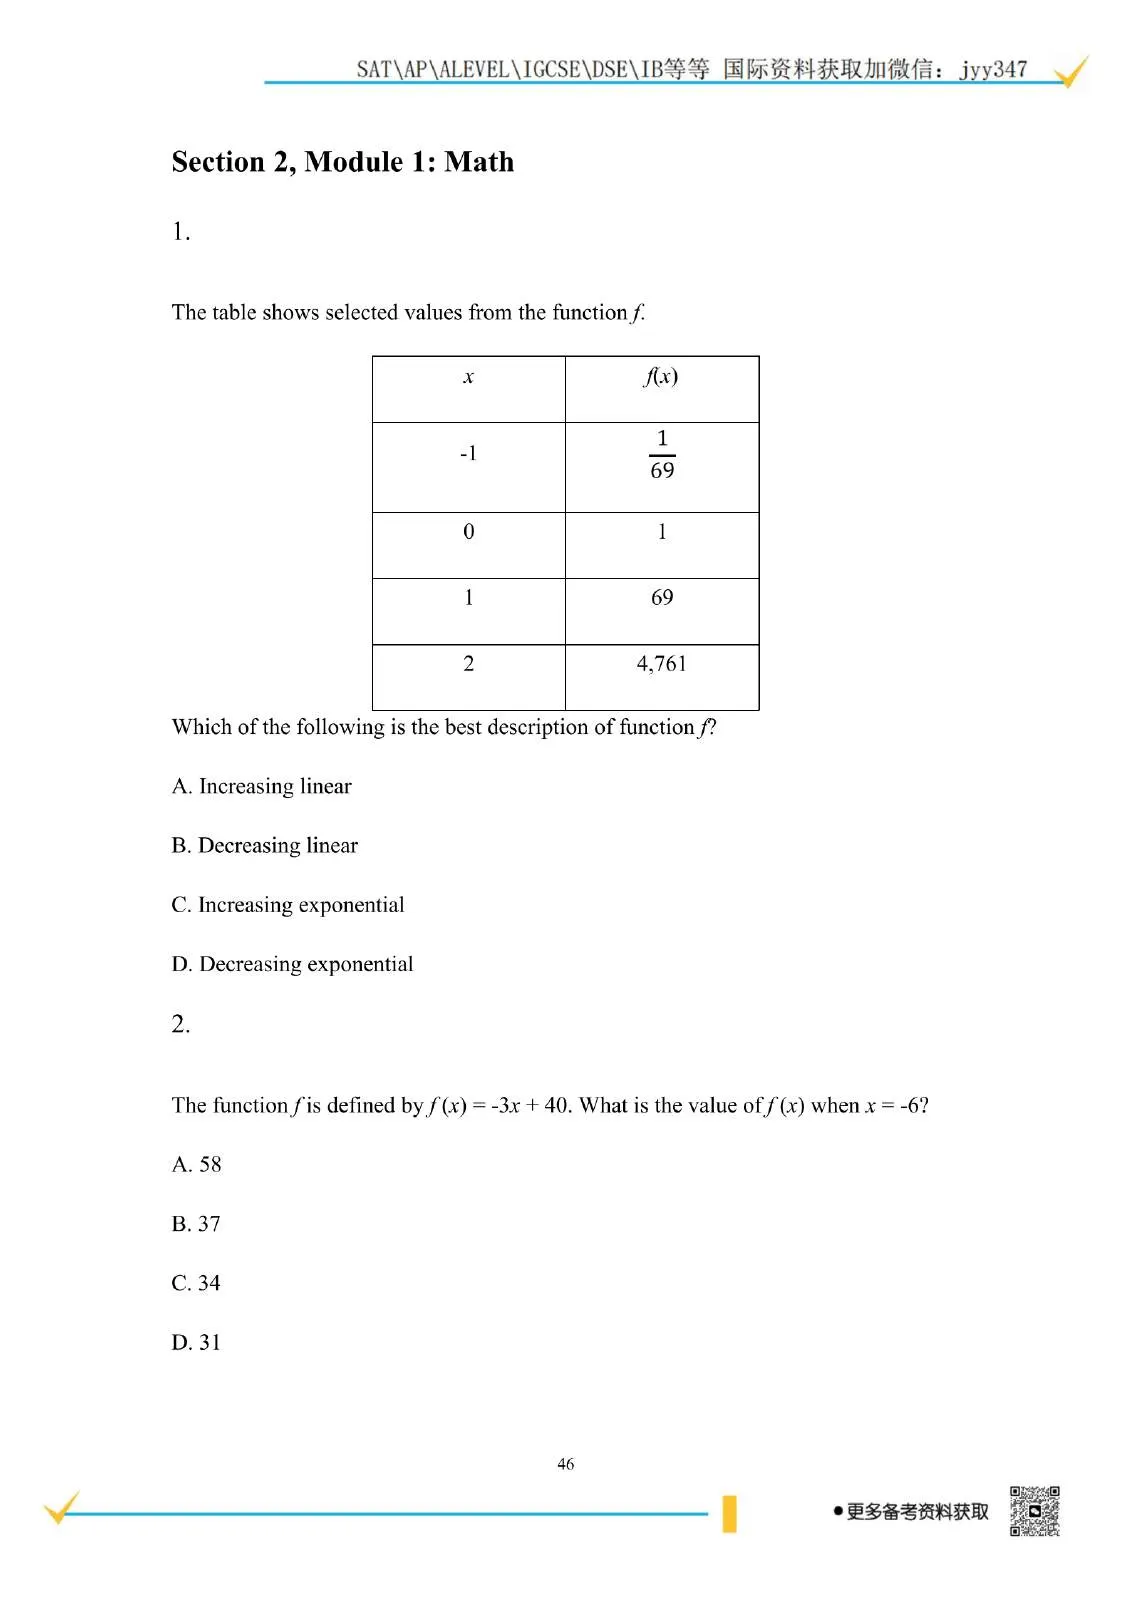 SAT\AP\ALEVEL\IGCSE\DSE\IB等等 国际资料获取加微信：jyy347
Section 2, Module 1: Math
1.
The table shows selected values from the function f.
x f(x)
-1 1/69
0 1
1 69
2 4,761
Which of the following is the best description of function f?
A. Increasing linear
B. Decreasing linear
C. Increasing exponential
D. Decreasing exponential
2.
The function f is defined by f (x) = -3x + 40. What is the value of f (x) when x = -6?
A. 58
B. 37
C. 34
D. 31
46
●更多备考资料获取